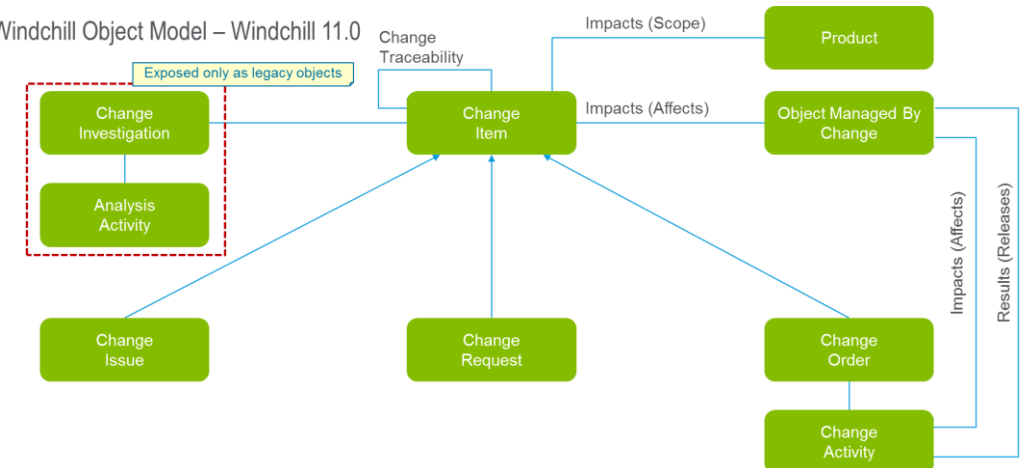 Windchill Object Model – Windchill 11.0
Exposed only as legacy objects
Change
Traceability
Impacts (Scope)
Product
Change
Investigation
Change
Item
Impacts (Affects)
Object Managed By
Change
Analysis
Activity
Impacts (Affects)
Results (Releases)
Change
Issue
Change
Request
Change
Order
Change
Activity